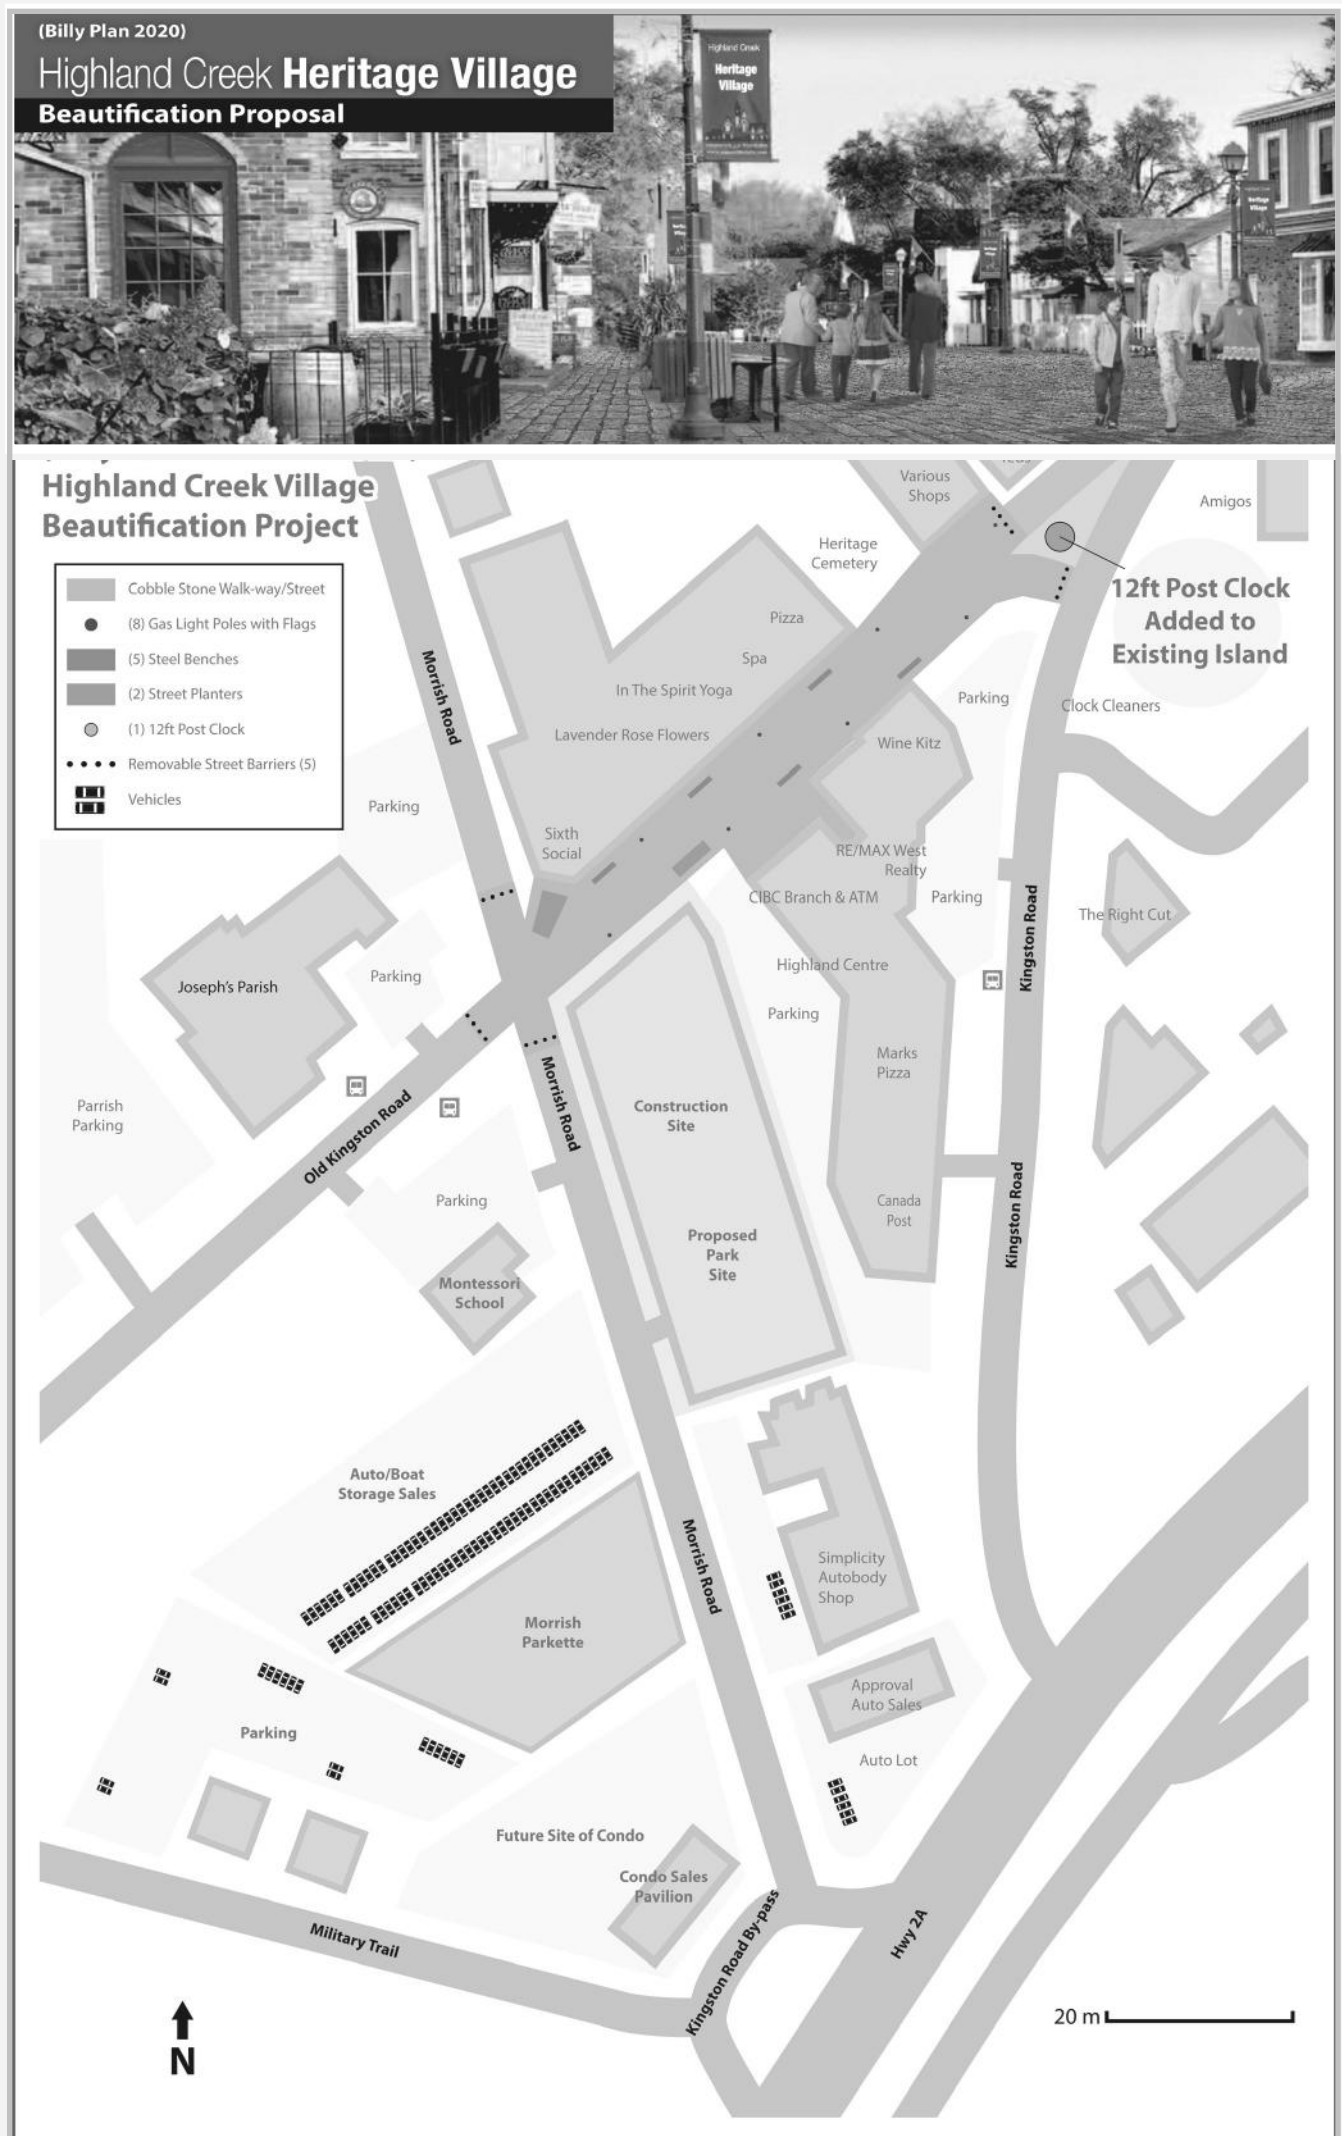 (Billy Plan 2020)
Highland Creek Heritage Village
Beautification Proposal
Highland Creek
Heritage
Village
Heritage
Village
Highland Creek Village
Beautification Project
Cobble Stone Walk-way/Street
(8) Gas Light Poles with Flags
(5) Steel Benches
(2) Street Planters
(1) 12ft Post Clock
Removable Street Barriers (5)
Vehicles
Various
Shops
Amigos
Heritage
Cemetery
12ft Post Clock
Added to
Existing Island
Pizza
Spa
In The Spirit Yoga
Lavender Rose Flowers
Morrish Road
Parking
Clock Cleaners
Wine Kitz
Parking
Sixth
Social
RE/MAX West
Realty
CIBC Branch & ATM
Parking
The Right Cut
Kingston Road
Joseph's Parish
Parking
Highland Centre
Parking
Marks
Pizza
Parrish
Parking
Old Kingston Road
Morrish Road
Construction
Site
Parking
Canada
Post
Kingston Road
Proposed
Park
Site
Montessori
School
Auto/Boat
Storage Sales
Morrish Road
Simplicity
Autobody
Shop
Morrish
Parkette
Approval
Auto Sales
Parking
Auto Lot
Future Site of Condo
Condo Sales
Pavilion
Military Trail
Kingston Road By-pass
Hwy 2A
20 m
N